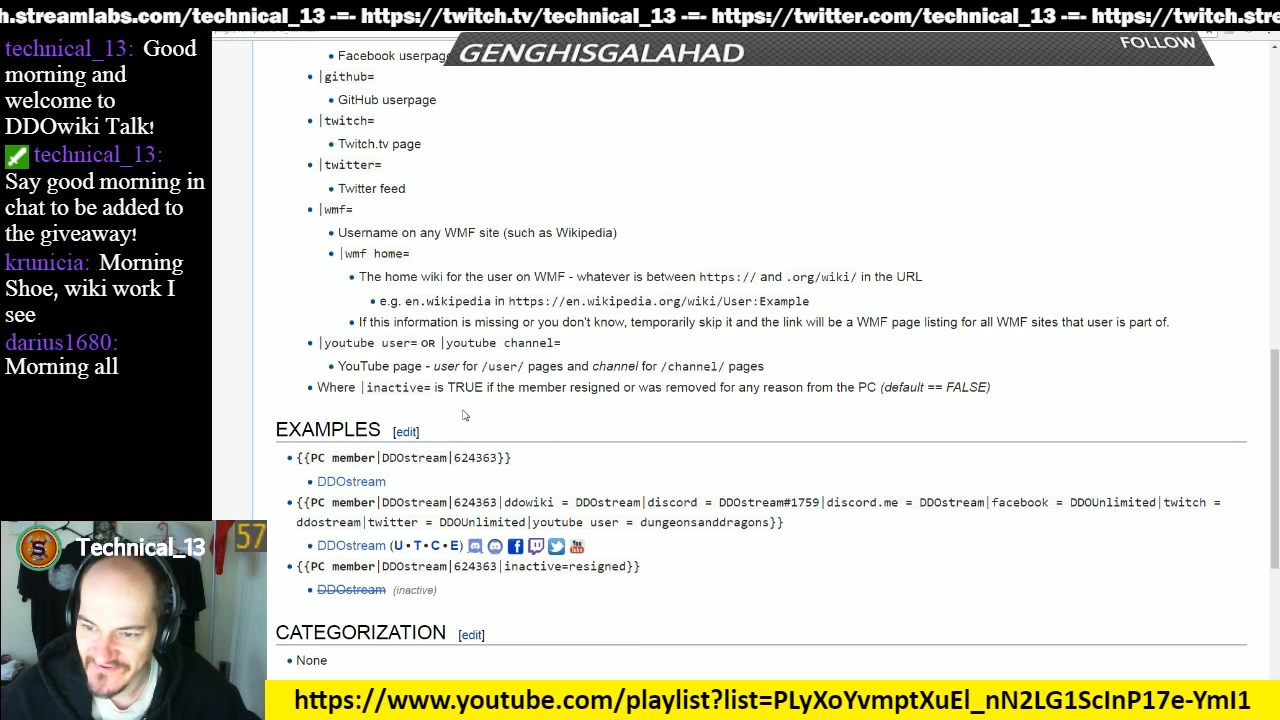 h.streamlabs.com/technical_13 -=- https://twitch.tv/technical_13 -=- https://twitter.com/technical_13 -=- https://twitch.stre
technical_13: Good
morning and
welcome to
DDOwiki Talk!
technical_13:
Say good morning in
chat to be added to
the giveaway!
krunicia: Morning
Shoe, wiki work I
see
darius1680:
Morning all
GENGHISGALAHAD
FOLLOW
• Facebook userpag
• |github=
• GitHub userpage
• |twitch=
• Twitch.tv page
• |twitter=
• Twitter feed
• |wmf=
• Username on any WMF site (such as Wikipedia)
• |wmf home=
• The home wiki for the user on WMF - whatever is between https:// and .org/wiki/ in the URL
• e.g. en.wikipedia in https://en.wikipedia.org/wiki/User:Example
• If this information is missing or you don't know, temporarily skip it and the link will be a WMF page listing for all WMF sites that user is part of.
• |youtube user= OR |youtube channel=
• YouTube page - user for /user/ pages and channel for /channel/ pages
• Where |inactive= is TRUE if the member resigned or was removed for any reason from the PC (default == FALSE)
EXAMPLES [edit]
• {{PC member|DDOstream|624363}}
• DDOstream
• {{PC member|DDOstream|624363|ddowiki = DDOstream|discord = DDOstream#1759|discord.me = DDOstream|facebook = DDOUnlimited|twitch =
ddostream|twitter = DDOUnlimited|youtube user = dungeonsanddragons}}
• DDOstream (U • T • C • E)
• {{PC member|DDOstream|624363|inactive=resigned}}
• DDOstream (inactive)
CATEGORIZATION [edit]
• None
Technical_13
57
https://www.youtube.com/playlist?list=PLyXoYvmptXuEl_nN2LG1ScInP17e-YmI1